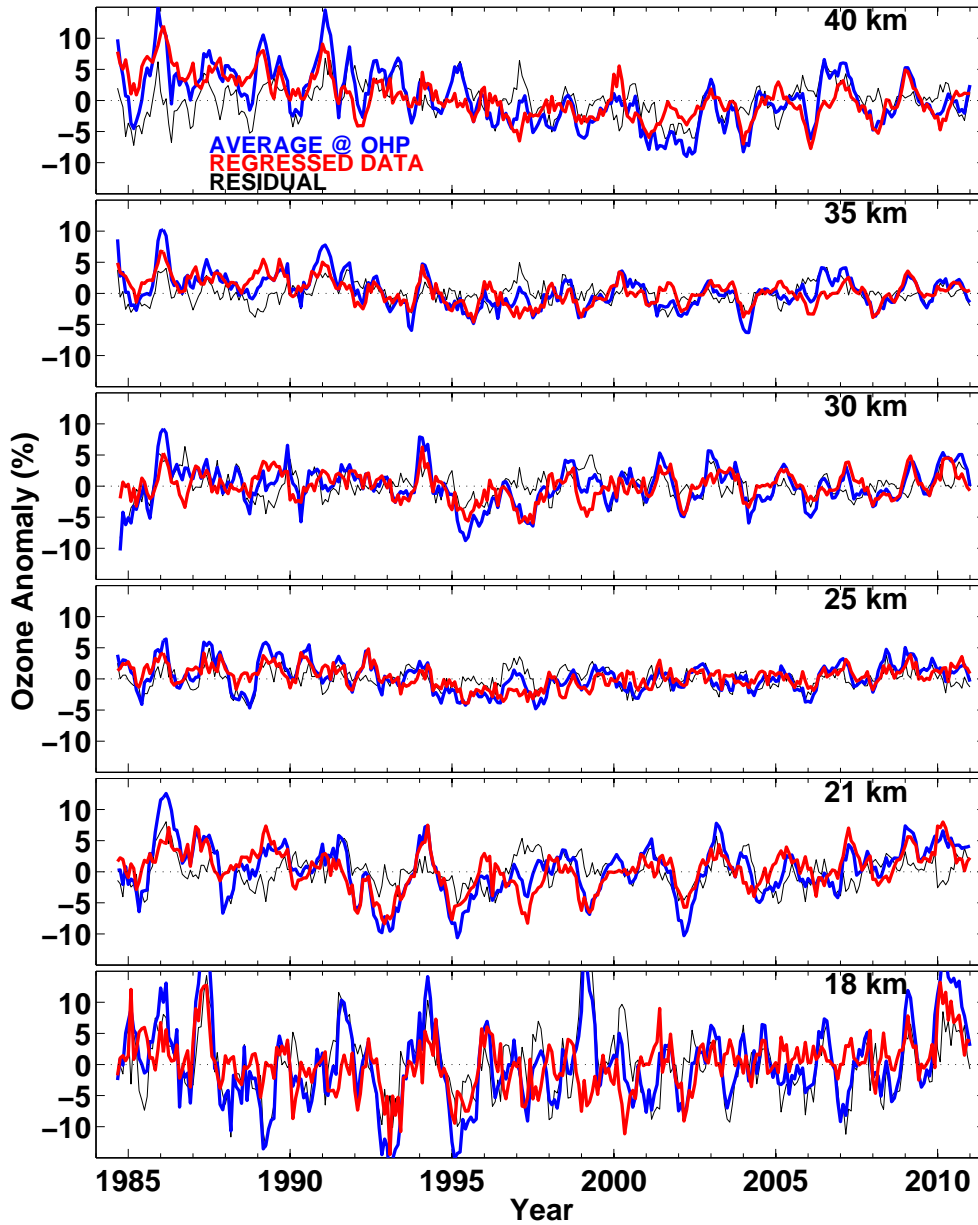 40 km
10
5
0
−5
−10
AVERAGE @ OHP
REGRESSED DATA
RESIDUAL
35 km
10
5
0
−5
−10
30 km
10
5
0
−5
−10
25 km
10
5
0
−5
−10
21 km
10
5
0
−5
−10
18 km
10
5
0
−5
−10
Ozone Anomaly (%)
1985 1990 1995 2000 2005 2010
Year